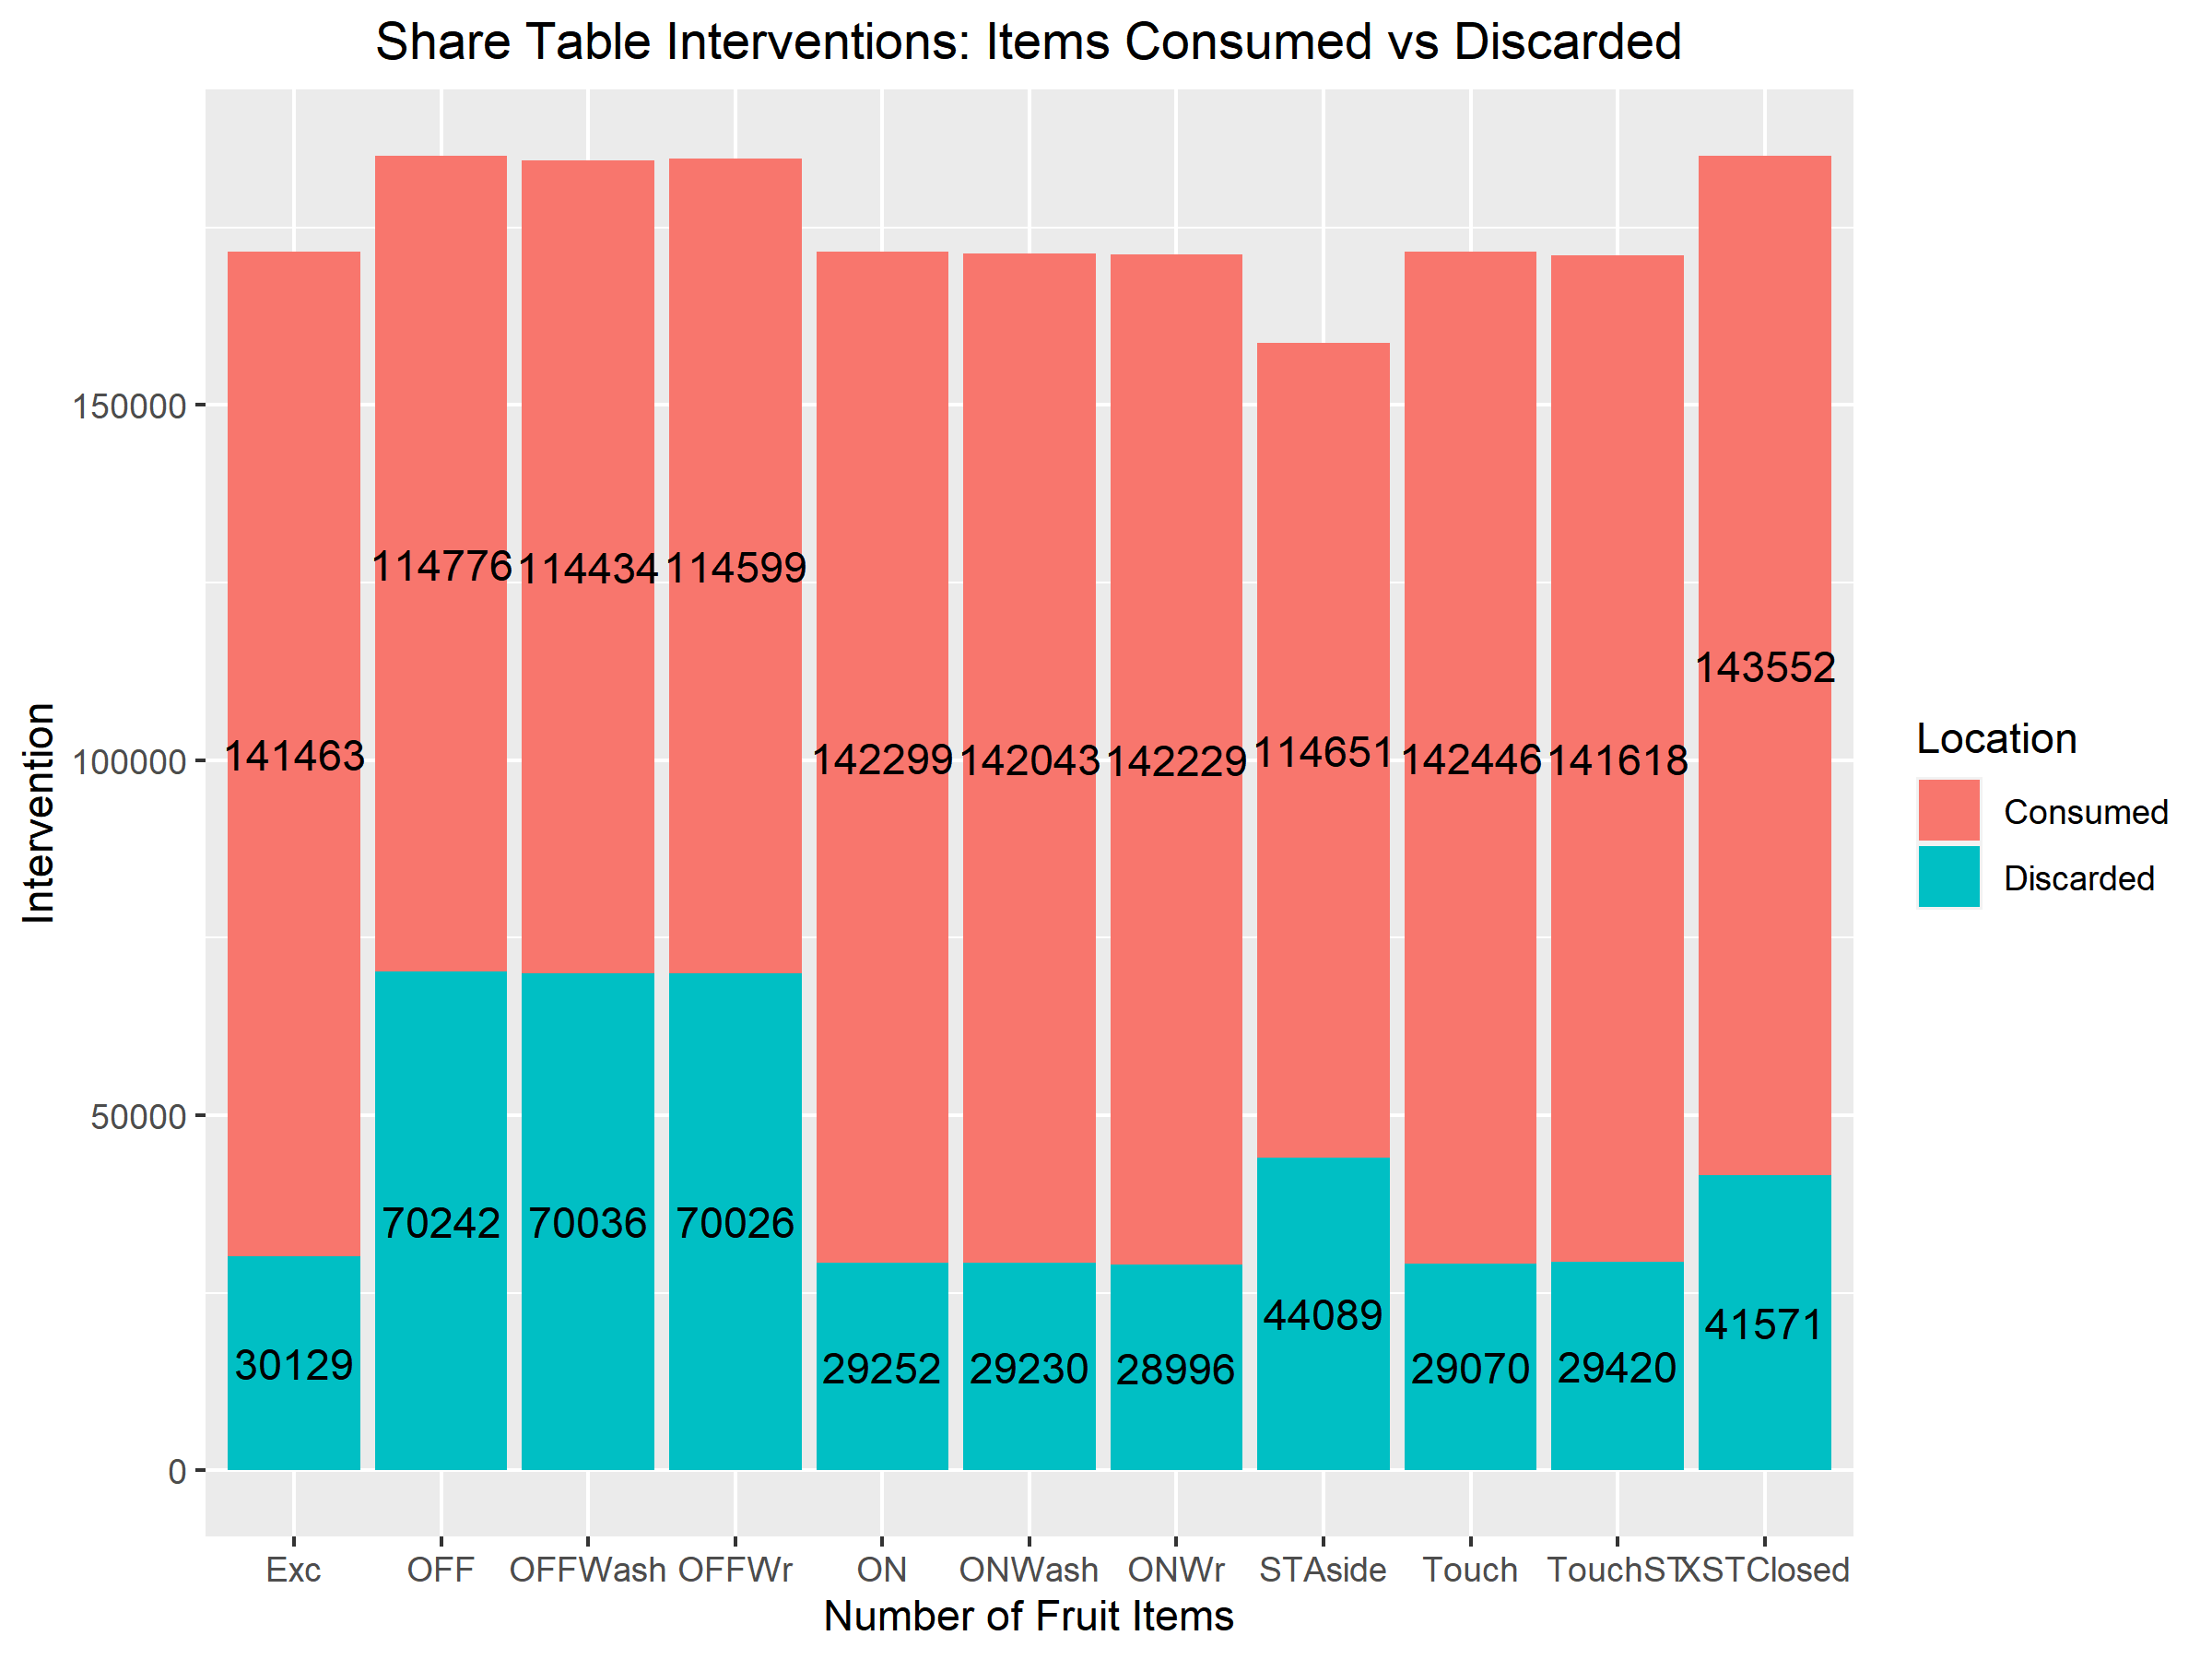 Share Table Interventions: Items Consumed vs Discarded
Intervention
150000
100000
50000
0
114776 114434 114599
143552
141463 142299 142043 142229 114651 142446 141618
70242 70036 70026
30129 29252 29230 28996 44089 29070 29420 41571
Exc OFF OFFWash OFFWr ON ONWash ONWr STAside Touch TouchST XSTClosed
Number of Fruit Items
Location
Consumed
Discarded